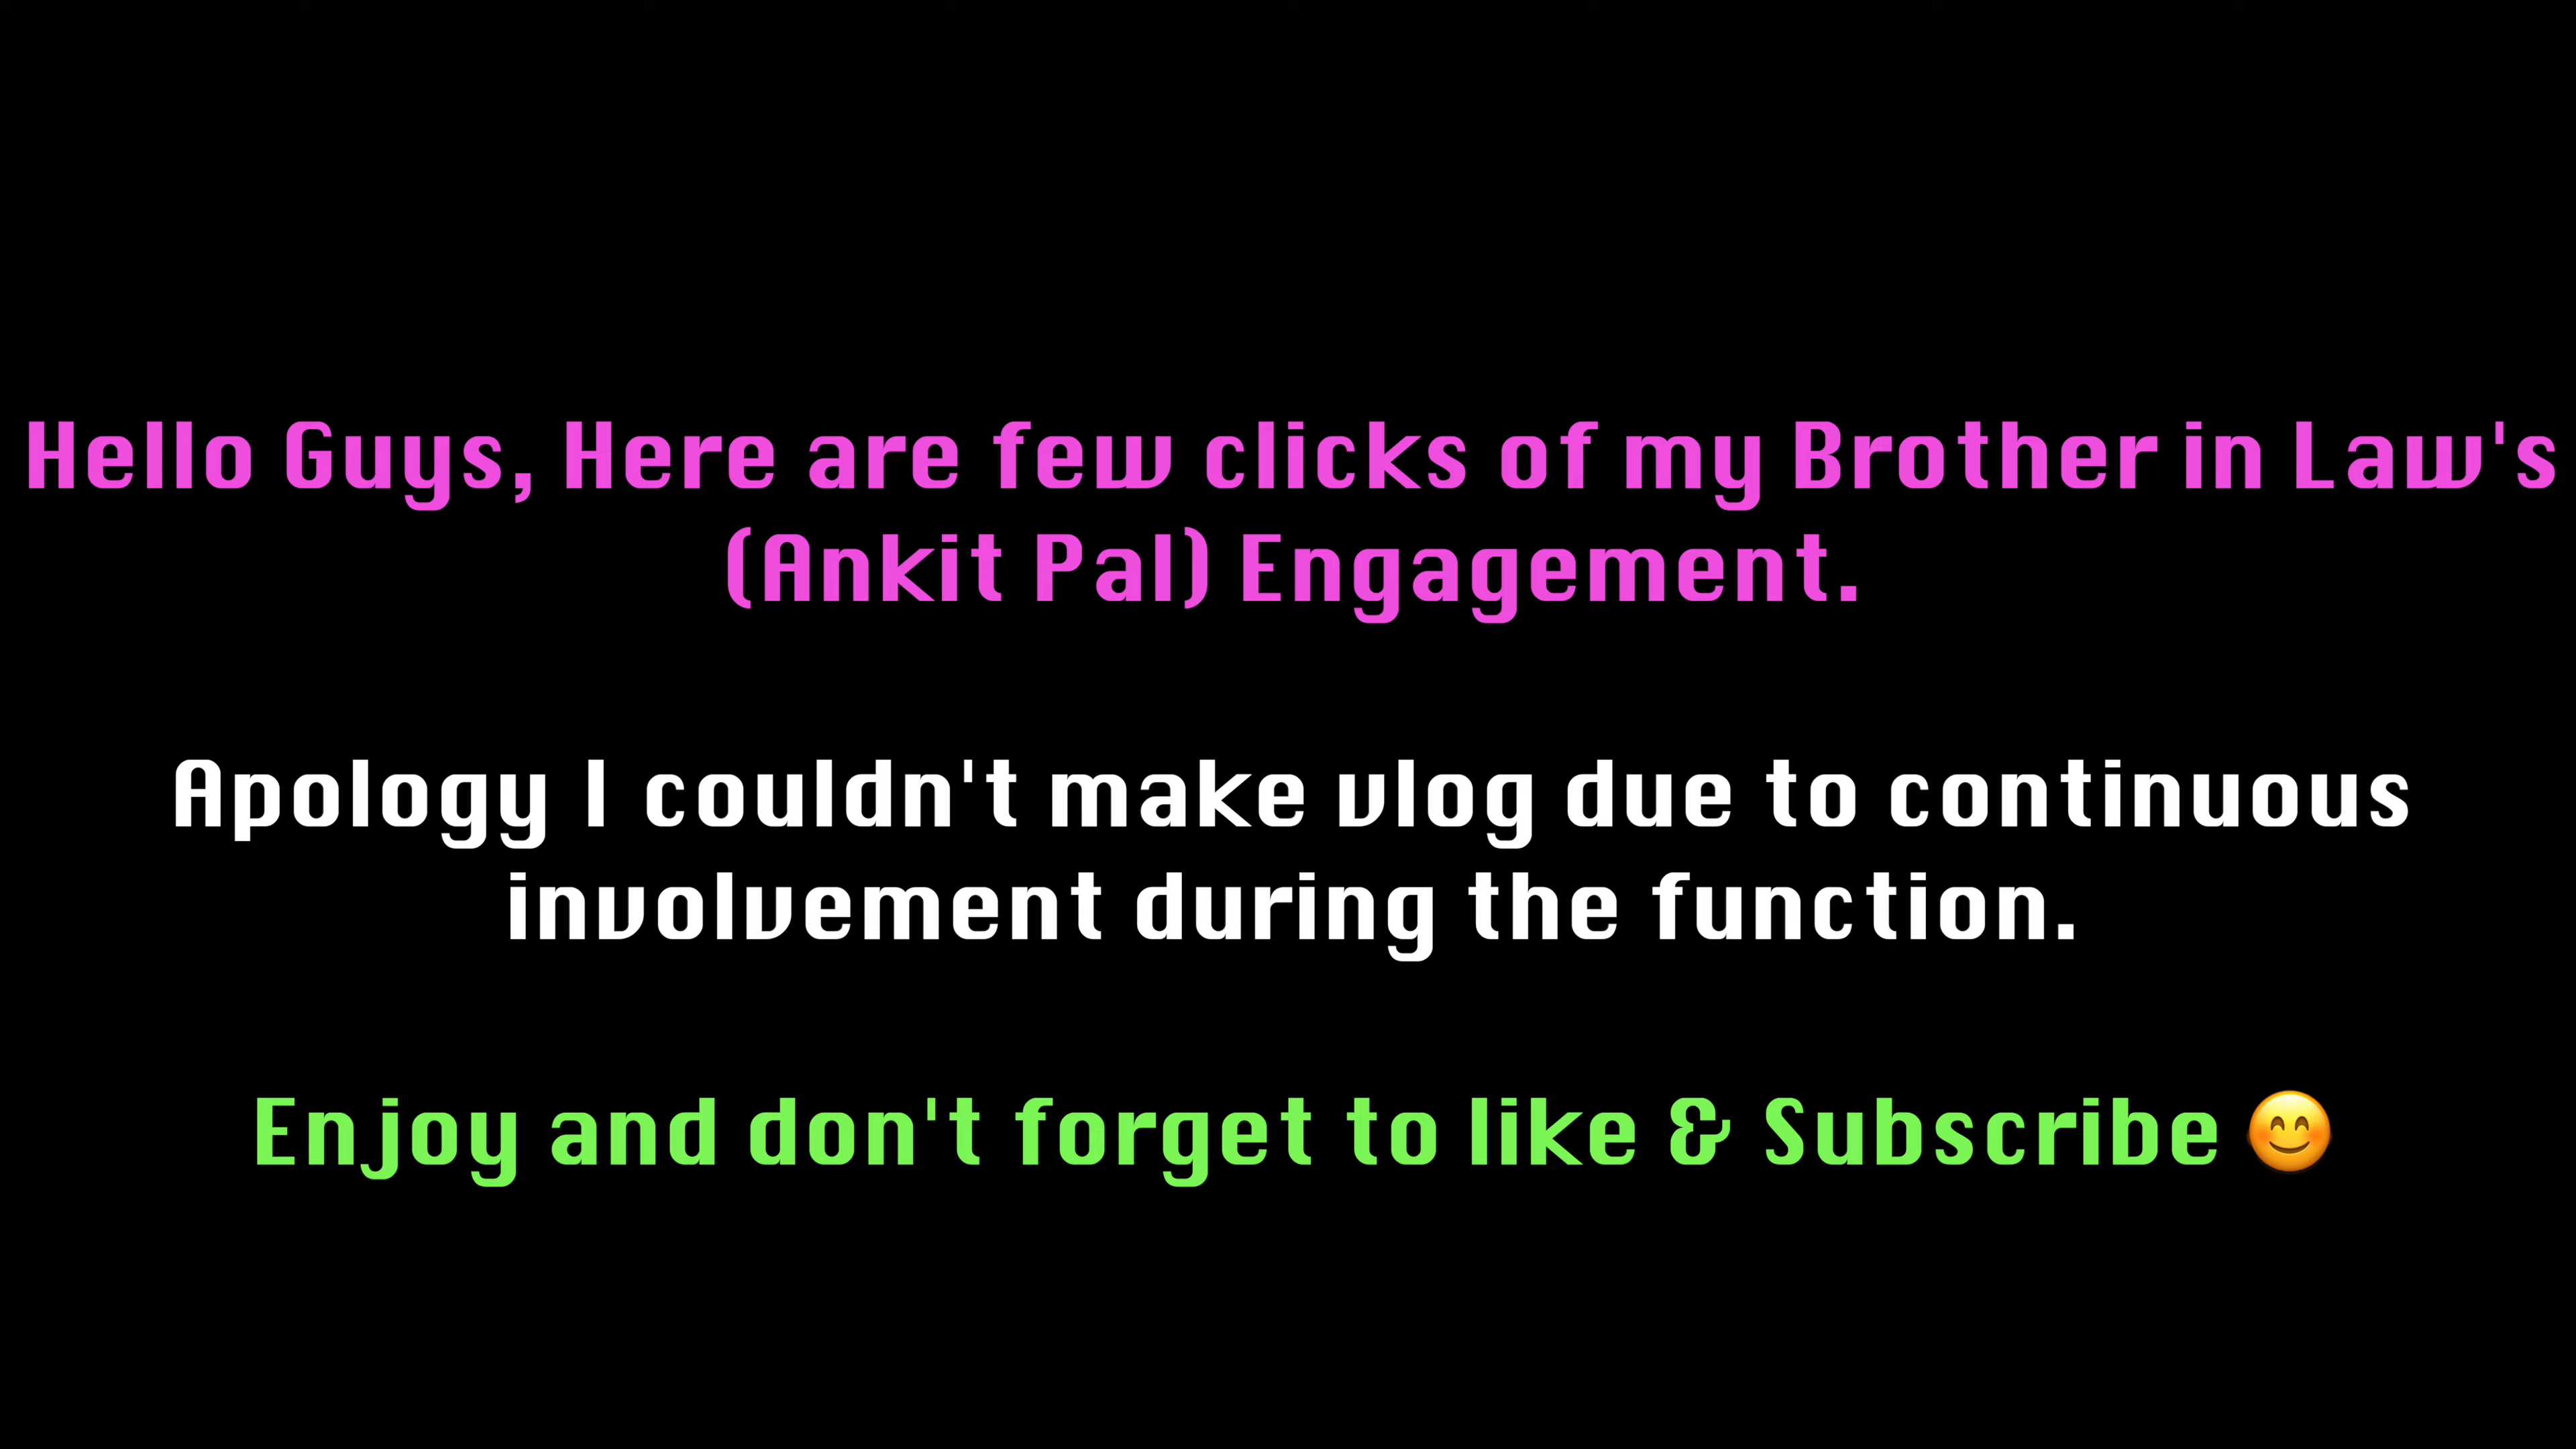 Hello Guys, Here are few clicks of my Brother in Law's
(Ankit Pal) Engagement.
Apology I couldn't make vlog due to continuous
involvement during the function.
Enjoy and don't forget to like & Subscribe 😊